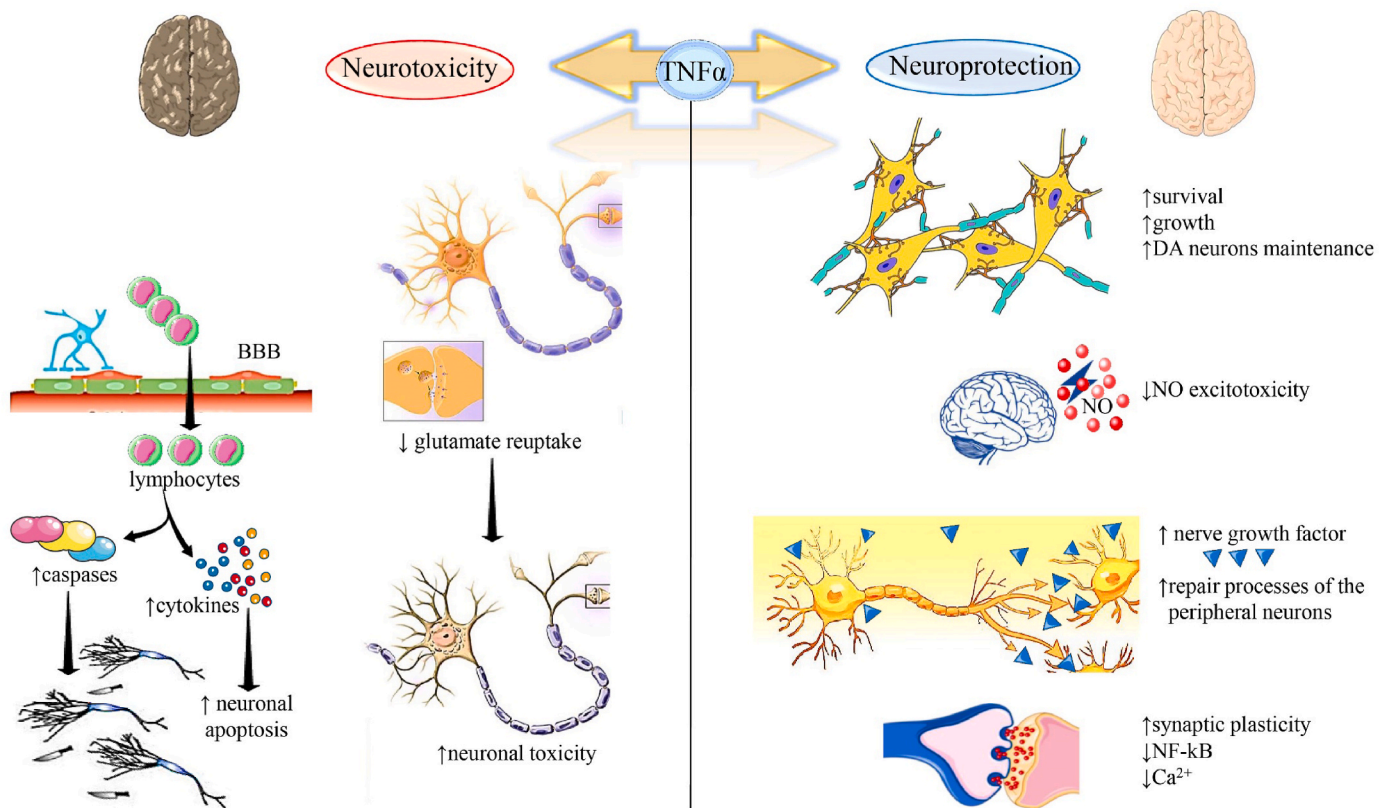 Neurotoxicity
TNFα
Neuroprotection
BBB
lymphocytes
↑caspases
↑cytokines
↑ neuronal
apoptosis
↓ glutamate reuptake
↑neuronal toxicity
↑survival
↑growth
↑DA neurons maintenance
NO
↓NO excitotoxicity
↑ nerve growth factor
↑repair processes of the
peripheral neurons
↑synaptic plasticity
↓NF-kB
↓Ca²⁺